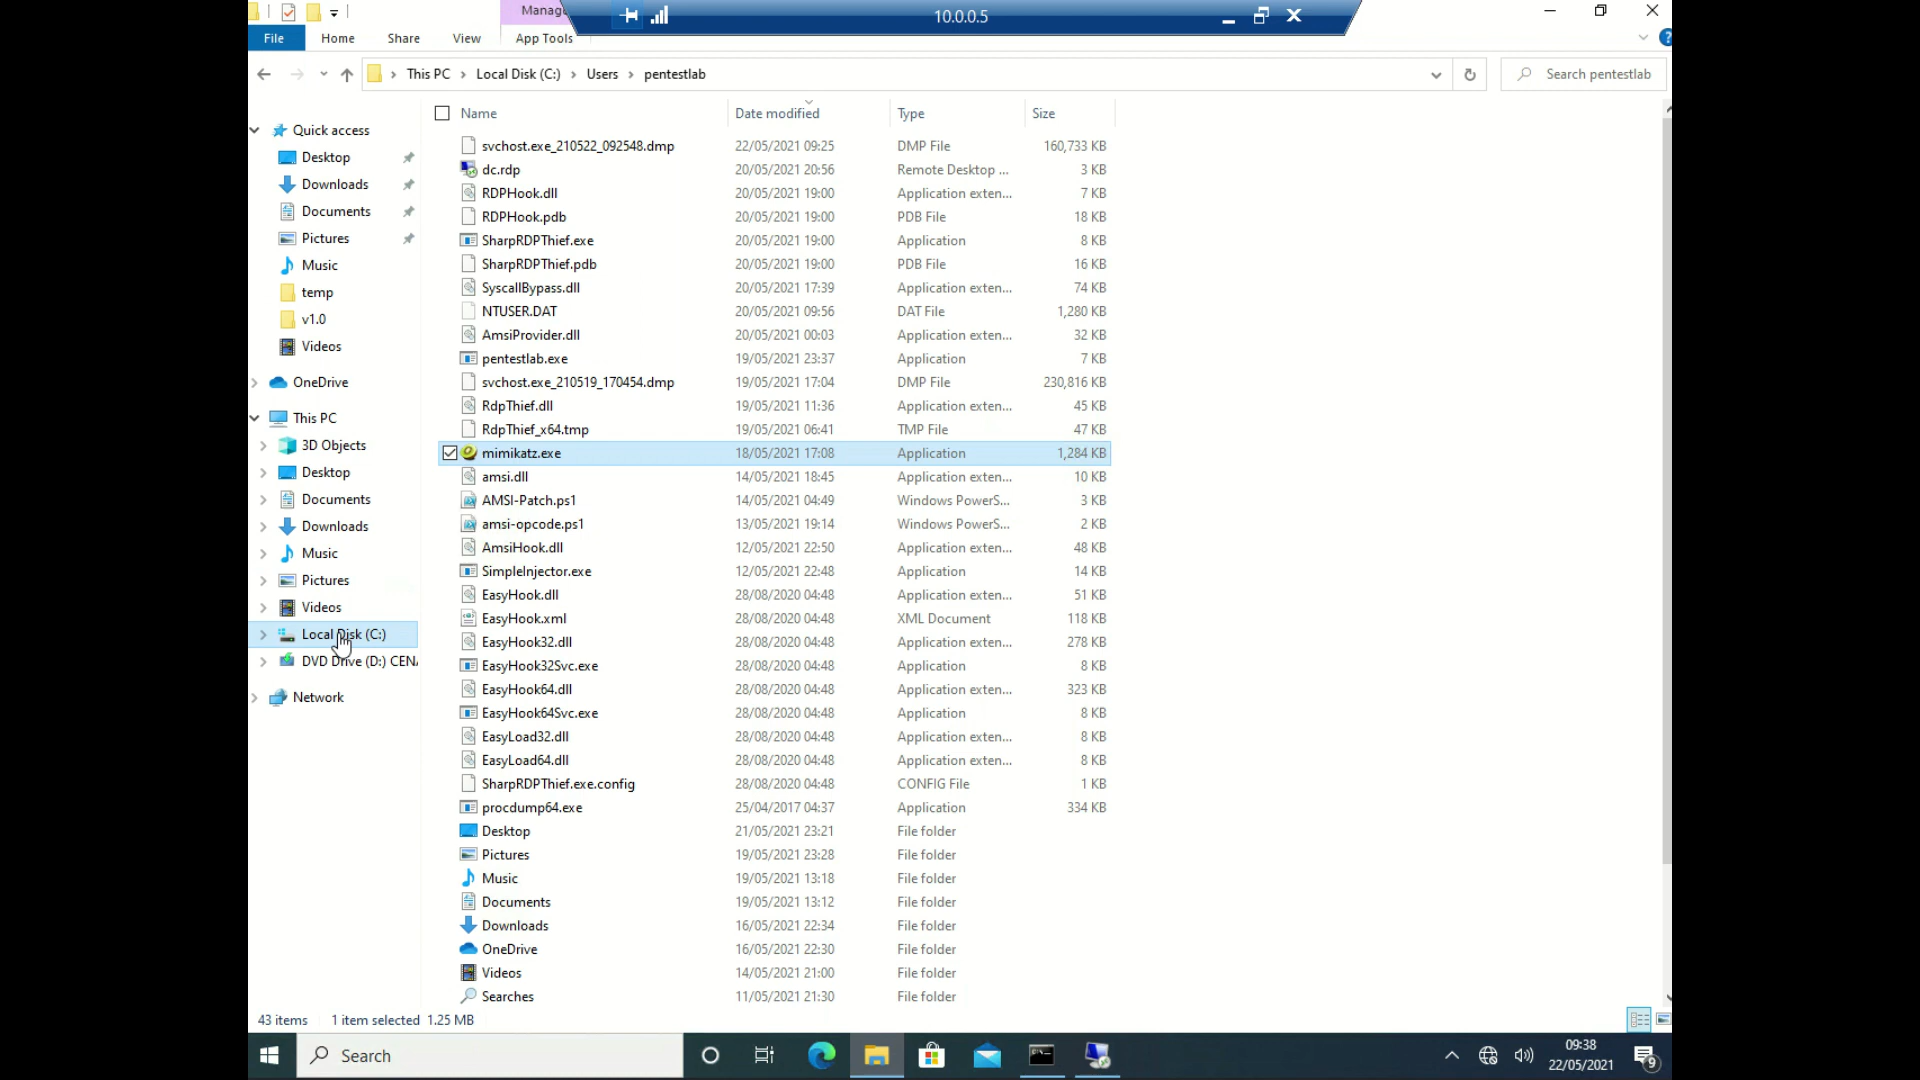 Manag
10.0.0.5
File Home Share View App Tools
This PC Local Disk (C:) Users pentestlab
Search pentestlab
Name Date modified Type Size
svchost.exe_210522_092548.dmp 22/05/2021 09:25 DMP File 160,733 KB
dc.rdp 20/05/2021 20:56 Remote Desktop ... 3 KB
RDPHook.dll 20/05/2021 19:00 Application exten... 7 KB
RDPHook.pdb 20/05/2021 19:00 PDB File 18 KB
SharpRDPThief.exe 20/05/2021 19:00 Application 8 KB
SharpRDPThief.pdb 20/05/2021 19:00 PDB File 16 KB
SyscallBypass.dll 20/05/2021 17:39 Application exten... 74 KB
NTUSER.DAT 20/05/2021 09:56 DAT File 1,280 KB
AmsiProvider.dll 20/05/2021 00:03 Application exten... 32 KB
pentestlab.exe 19/05/2021 23:37 Application 7 KB
svchost.exe_210519_170454.dmp 19/05/2021 17:04 DMP File 230,816 KB
RdpThief.dll 19/05/2021 11:36 Application exten... 45 KB
RdpThief_x64.tmp 19/05/2021 06:41 TMP File 47 KB
mimikatz.exe 18/05/2021 17:08 Application 1,284 KB
amsi.dll 14/05/2021 18:45 Application exten... 10 KB
AMSI-Patch.ps1 14/05/2021 04:49 Windows PowerS... 3 KB
amsi-opcode.ps1 13/05/2021 19:14 Windows PowerS... 2 KB
AmsiHook.dll 12/05/2021 22:50 Application exten... 48 KB
SimpleInjector.exe 12/05/2021 22:48 Application 14 KB
EasyHook.dll 28/08/2020 04:48 Application exten... 51 KB
EasyHook.xml 28/08/2020 04:48 XML Document 118 KB
EasyHook32.dll 28/08/2020 04:48 Application exten... 278 KB
EasyHook32Svc.exe 28/08/2020 04:48 Application 8 KB
EasyHook64.dll 28/08/2020 04:48 Application exten... 323 KB
EasyHook64Svc.exe 28/08/2020 04:48 Application 8 KB
EasyLoad32.dll 28/08/2020 04:48 Application exten... 8 KB
EasyLoad64.dll 28/08/2020 04:48 Application exten... 8 KB
SharpRDPThief.exe.config 28/08/2020 04:48 CONFIG File 1 KB
procdump64.exe 25/04/2017 04:37 Application 334 KB
Desktop 21/05/2021 23:21 File folder
Pictures 19/05/2021 23:28 File folder
Music 19/05/2021 13:18 File folder
Documents 19/05/2021 13:12 File folder
Downloads 16/05/2021 22:34 File folder
OneDrive 16/05/2021 22:30 File folder
Videos 14/05/2021 21:00 File folder
Searches 11/05/2021 21:30 File folder
Quick access
Desktop
Downloads
Documents
Pictures
Music
temp
v1.0
Videos
OneDrive
This PC
3D Objects
Desktop
Documents
Downloads
Music
Pictures
Videos
Local Disk (C:)
DVD Drive (D:) CEN
Network
43 items 1 item selected 1.25 MB
Search
09:38
22/05/2021
9